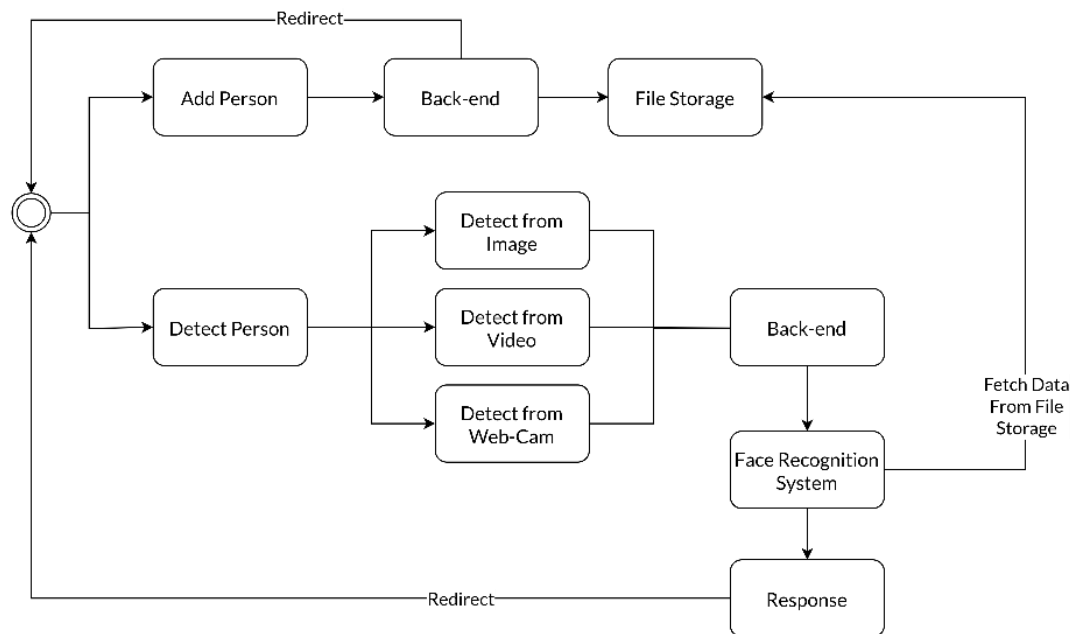 Redirect
Add Person
Back-end
File Storage
Detect from
Image
Detect Person
Detect from
Video
Back-end
Detect from
Web-Cam
Fetch Data
From File
Storage
Face Recognition
System
Response
Redirect